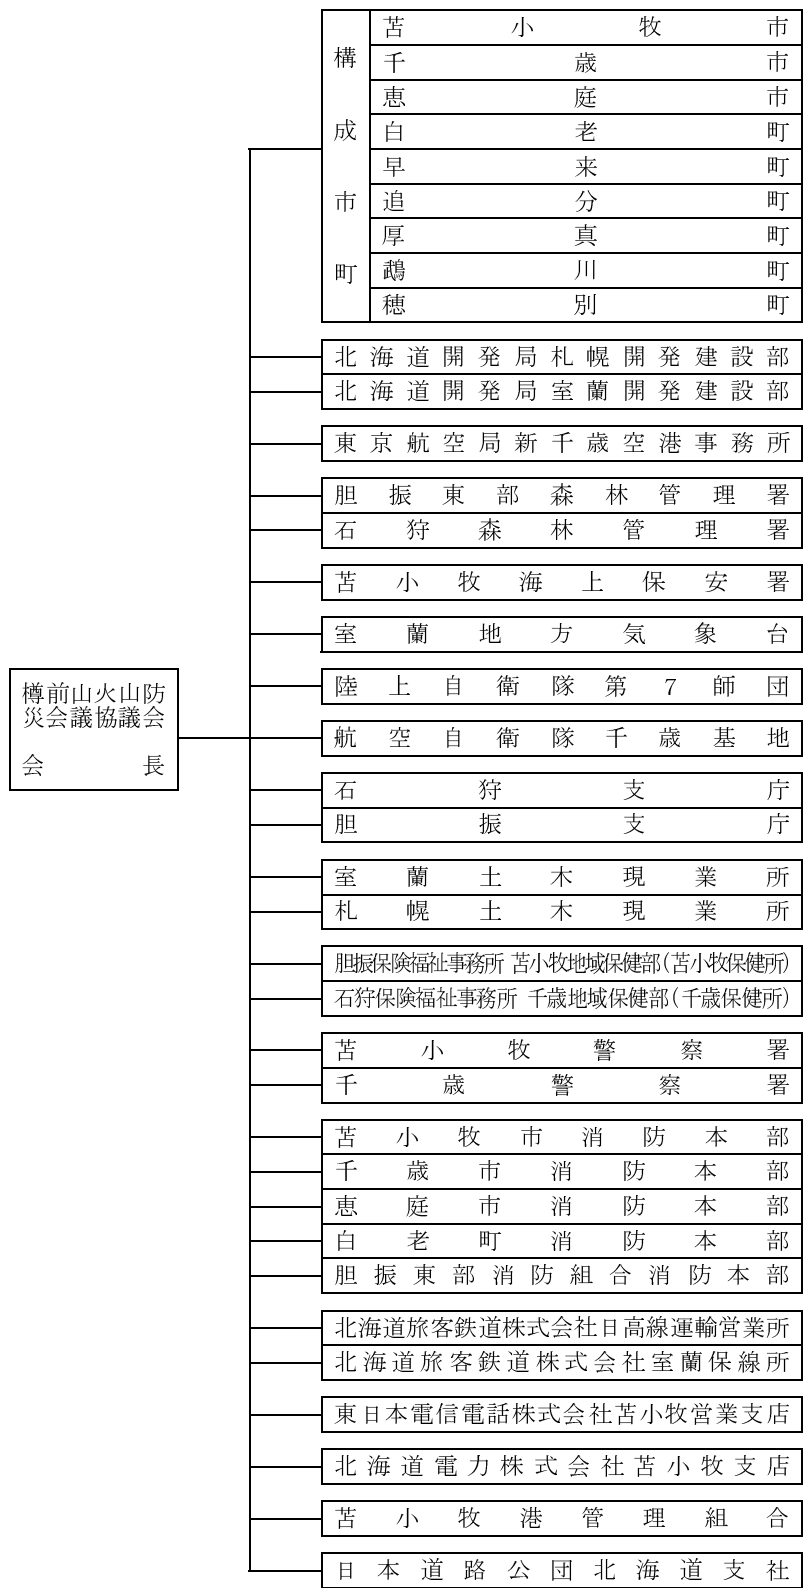 樽前山火山防
災会議協議会
会長
構成市町
苫小牧市
千歳市
恵庭市
白老町
早来町
追分町
厚真町
鵡川町
穂別町
北海道開発局札幌開発建設部
北海道開発局室蘭開発建設部
東京航空局新千歳空港事務所
胆振東部森林管理署
石狩森林管理署
苫小牧海上保安署
室蘭地方気象台
陸上自衛隊第7師団
航空自衛隊千歳基地
石狩支庁
胆振支庁
室蘭土木現業所
札幌土木現業所
胆振保険福祉事務所 苫小牧地域保健部(苫小牧保健所)
石狩保険福祉事務所 千歳地域保健部(千歳保健所)
苫小牧警察署
千歳警察署
苫小牧市消防本部
千歳市消防本部
恵庭市消防本部
白老町消防本部
胆振東部消防組合消防本部
北海道旅客鉄道株式会社日高線運輸営業所
北海道旅客鉄道株式会社室蘭保線所
東日本電信電話株式会社苫小牧営業支店
北海道電力株式会社苫小牧支店
苫小牧港管理組合
日本道路公団北海道支社